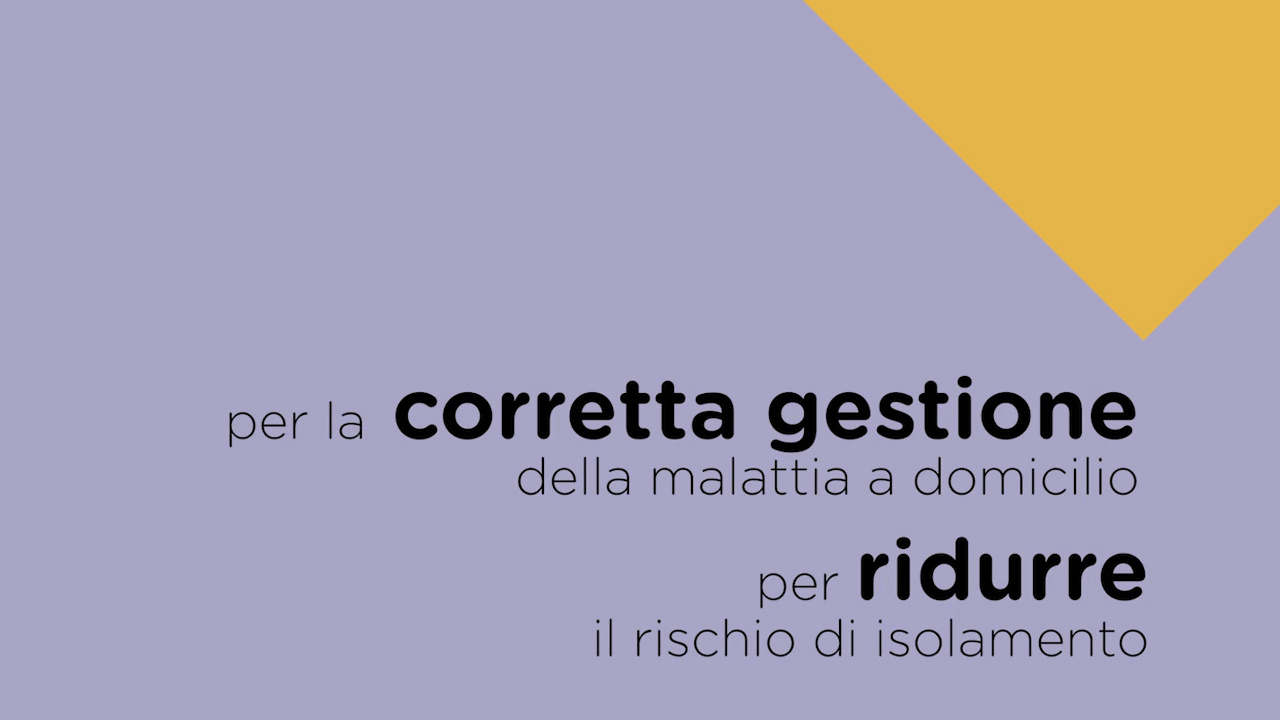 per la corretta gestione
della malattia a domicilio
per ridurre
il rischio di isolamento